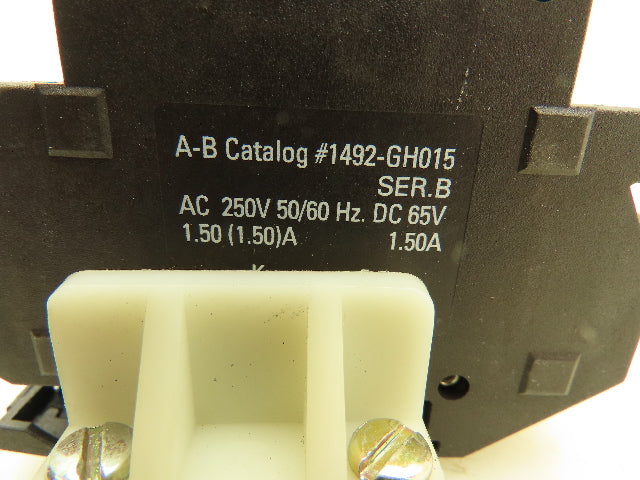 A-B Catalog #1492-GH015
SER.B
AC 250V 50/60 Hz. DC 65V
1.50 (1.50)A 1.50A